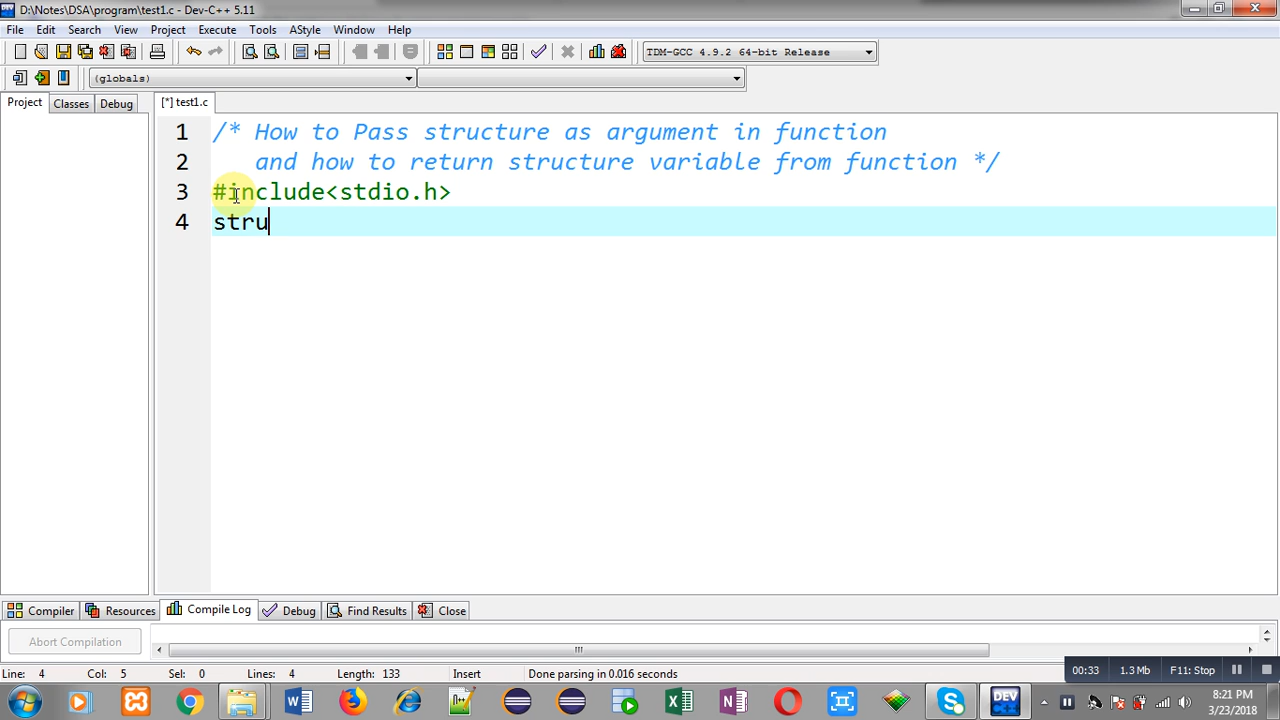 D:\Notes\DSA\program\test1.c - Dev-C++ 5.11
File Edit Search View Project Execute Tools AStyle Window Help
TDM-GCC 4.9.2 64-bit Release
(globals)
Project Classes Debug
[*] test1.c
1 /* How to Pass structure as argument in function
2 and how to return structure variable from function */
3 #include<stdio.h>
4 stru
Compiler Resources Compile Log Debug Find Results Close
Abort Compilation
Line: 4 Col: 5 Sel: 0 Lines: 4 Length: 133 Insert Done parsing in 0.016 seconds
00:33 1.3 Mb F11: Stop
W N++ X N S DEV
8:21 PM
3/23/2018